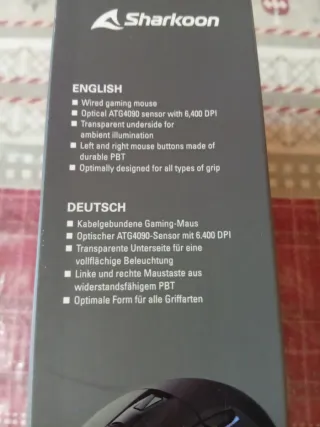 Sharkoon
ENGLISH
■ Wired gaming mouse
■ Optical ATG4090 sensor with 6,400 DPI
■ Transparent underside for
ambient illumination
■ Left and right mouse buttons made of
durable PBT
■ Optimally designed for all types of grip
DEUTSCH
■ Kabelgebundene Gaming-Maus
■ Optischer ATG4090-Sensor mit 6.400 DPI
■ Transparente Unterseite für eine
vollflächige Beleuchtung
■ Linke und rechte Maustaste aus
widerstandsfähigem PBT
■ Optimale Form für alle Griffarten